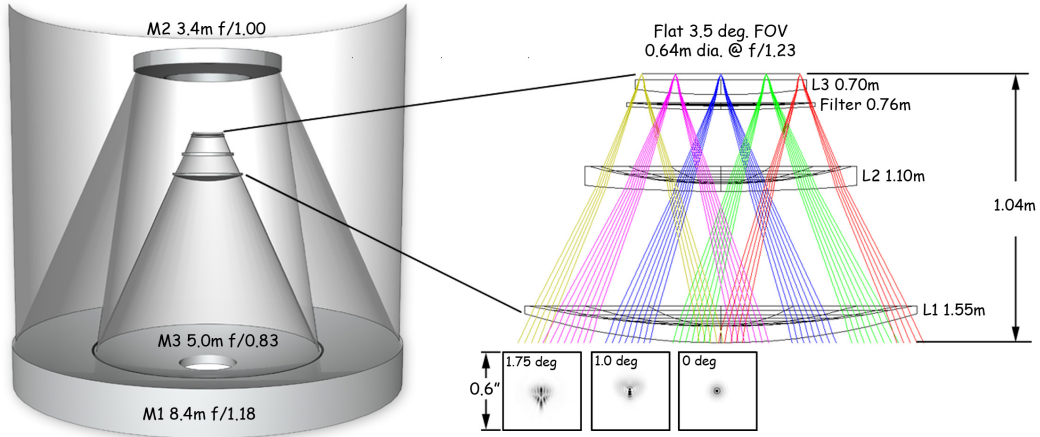 M2 3.4m f/1.00
M3 5.0m f/0.83
M1 8.4m f/1.18
Flat 3.5 deg. FOV
0.64m dia. @ f/1.23
L3 0.70m
Filter 0.76m
L2 1.10m
1.04m
L1 1.55m
0.6"
1.75 deg
1.0 deg
0 deg